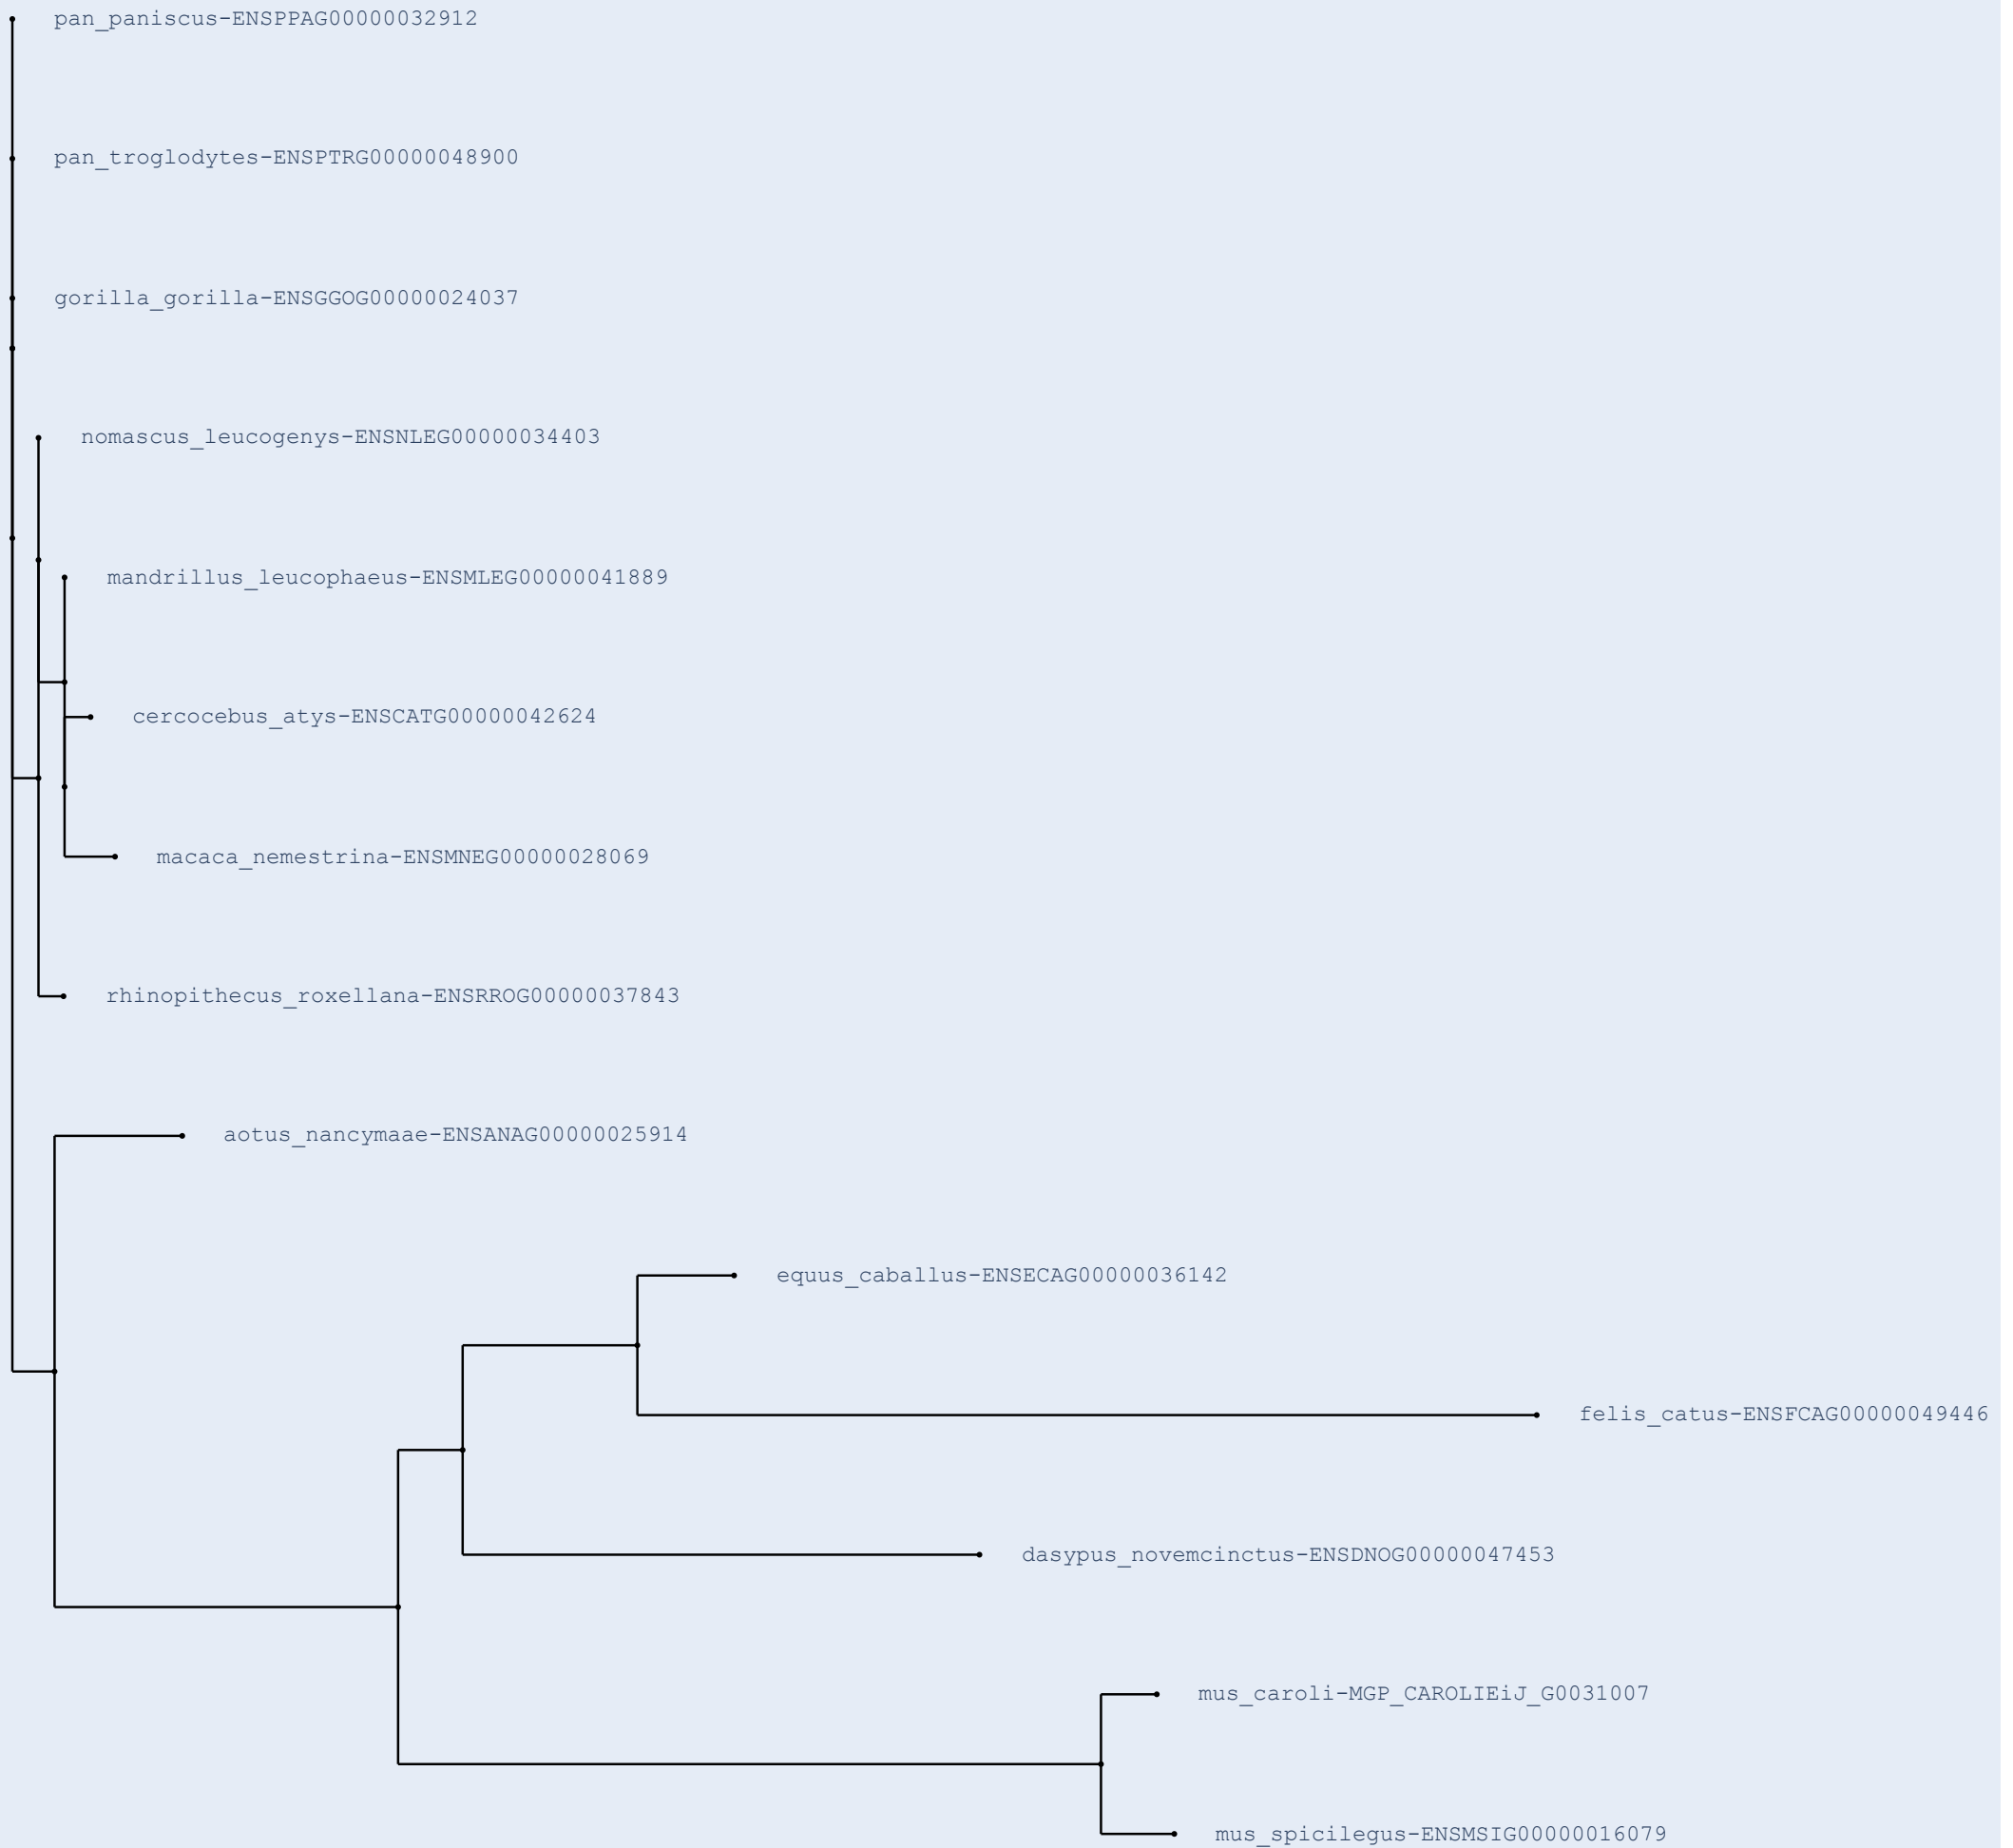 pan_paniscus-ENSPPAG00000032912
pan_troglodytes-ENSPTRG00000048900
gorilla_gorilla-ENSGGOG00000024037
nomascus_leucogenys-ENSNLEG00000034403
mandrillus_leucophaeus-ENSMLEG00000041889
cercocebus_atys-ENSCATG00000042624
macaca_nemestrina-ENSMNEG00000028069
rhinopithecus_roxellana-ENSRROG00000037843
aotus_nancymaae-ENSANAG00000025914
equus_caballus-ENSECAG00000036142
felis_catus-ENSFCAG00000049446
dasypus_novemcinctus-ENSDNOG00000047453
mus_caroli-MGP_CAROLIEiJ_G0031007
mus_spicilegus-ENSMSIG00000016079